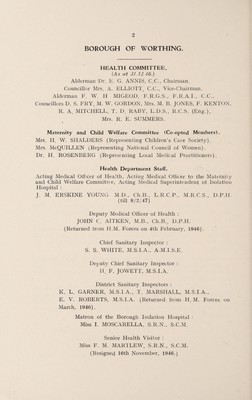 2
BOROUGH OF WORTHING.
HEALTH COMMITTEE.
(As at 31.12.46.)
Alderman Dr. E. G. ANNIS, C.C., Chairman.
Councillor Mrs. A. ELLIOTT, C.C., Vice-Chairman.
Alderman F. W. H. MIGEOD, F.R.G.S., F.R.A.I., C.C.,
Councillors D. S. FRY, M. W. GORDON, Mrs. M. B. JONES, F. KENTON,
R. A. MITCHELL, T. D. RABY, L.D.S., R.C.S. (Eng.),
Mrs. R. E. SUMMERS.
Maternity and Child Welfare Committee (Co-opted Members).
Mrs. H. W. SHALDERS (Representing Children's Care Society).
Mrs. McQUILLEN (Representing National Council of Women).
Dr. H. ROSENBERG (Representing Local Medical Practitioners).
Health Department Staff.
Acting Medical Officer of Health, Acting Medical Officer to the Maternity
and Child Welfare Committee, Acting Medical Superintendent of Isolation
Hospital :
J. M. ERSKINE YOUNG M.D., Ch.B., L.R.C.P., M.R.C.S., D.P.H.
(till 8/2/47)
Deputy Medical Officer of Health :
JOHN C. AITKEN, M.B., Ch.B., D.P.H.
(Returned from H.M. Forces on 4th February, 1946).
Chief Sanitary Inspector :
S. S. WHITE, M.S.I.A., A.M.I.S.E.
Deputy Chief Sanitary Inspector :
H. F. JOWETT, M.S.I.A.
District Sanitary Inspectors :
K. L. GARNER, M.S.I.A., T. MARSHALL, M.S.I.A.,
E. V. ROBERTS, M.S.I.A. (Returned from H.M. Forces on
March, 1946).
Matron of the Borough Isolation Hospital :
Miss I. MOSCARELLA, S.R.N., S.C.M.
Senior Health Visitor :
Miss F. M. MARTLEW, S.R.N., S.C.M.
(Resigned 16th November, 1946.)